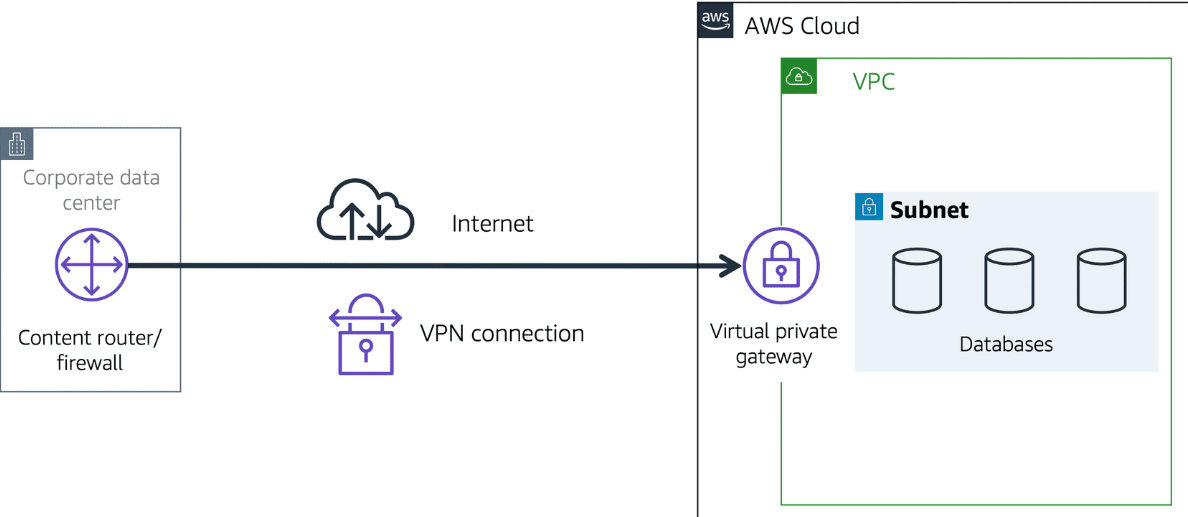 aws
AWS Cloud
VPC
Corporate data
center
Internet
Subnet
Content router/
firewall
VPN connection
Virtual private
gateway
Databases